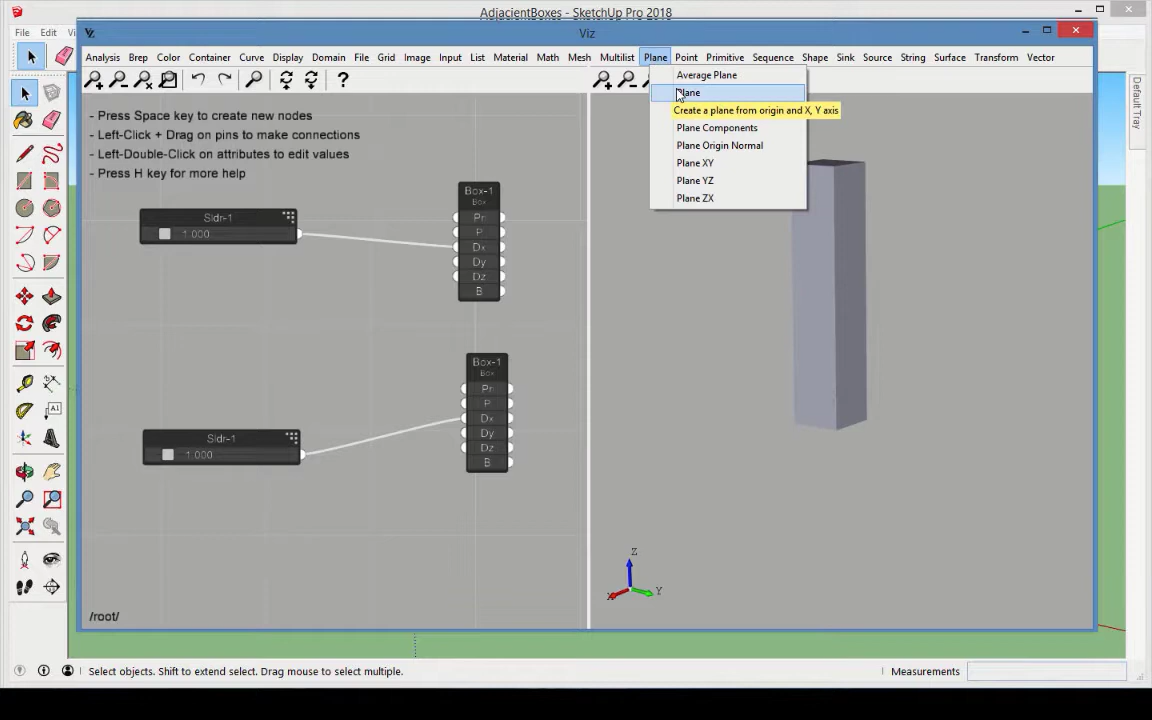 AdjacientBoxes - SketchUp Pro 2018
File Edit
Viz
Analysis Brep Color Container Curve Display Domain File Grid Image Input List Material Math Mesh Multilist Plane Point Primitive Sequence Shape Sink Source String Surface Transform Vector
Average Plane
Plane
Create a plane from origin and X, Y axis
Plane Components
Plane Origin Normal
Plane XY
Plane YZ
Plane ZX
Default Tray
- Press Space key to create new nodes
- Left-Click + Drag on pins to make connections
- Left-Double-Click on attributes to edit values
- Press H key for more help
Sldr-1
1.000
Box-1
Box
Pr
P
Dx
Dy
Dz
B
Sldr-1
1.000
Box-1
Box
Pr
P
Dx
Dy
Dz
B
Z
X
Y
/root/
Select objects. Shift to extend select. Drag mouse to select multiple.
Measurements